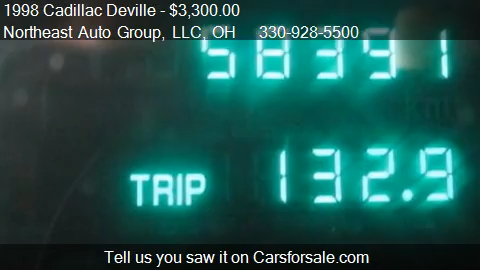 1998 Cadillac Deville - $3,300.00
Northeast Auto Group, LLC, OH 330-928-5500
58391
TRIP 132.9
Tell us you saw it on Carsforsale.com